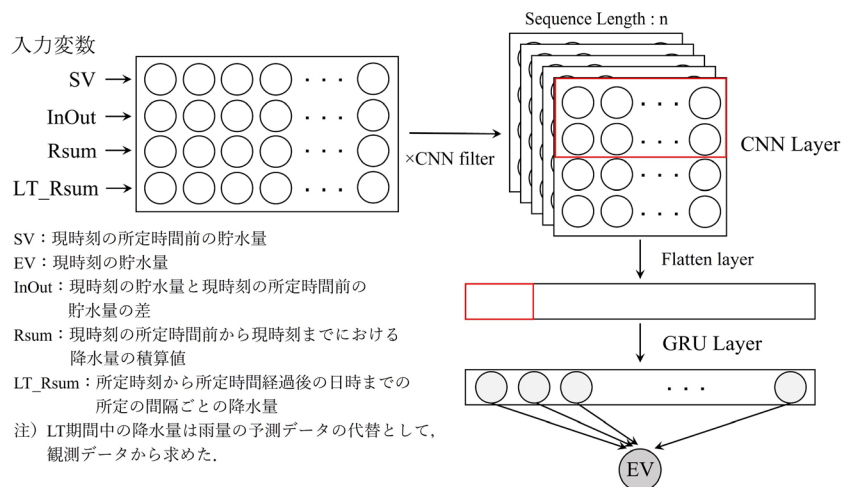 Sequence Length : n
入力変数
SV
InOut
Rsum
LT_Rsum
×CNN filter
CNN Layer
SV：現時刻の所定時間前の貯水量
EV：現時刻の貯水量
InOut：現時刻の貯水量と現時刻の所定時間前の
貯水量の差
Rsum：現時刻の所定時間前から現時刻までにおける
降水量の積算値
LT_Rsum：所定時刻から所定時間経過後の日時までの
所定の間隔ごとの降水量
注）LT期間中の降水量は雨量の予測データの代替として，
観測データから求めた．
Flatten layer
GRU Layer
EV